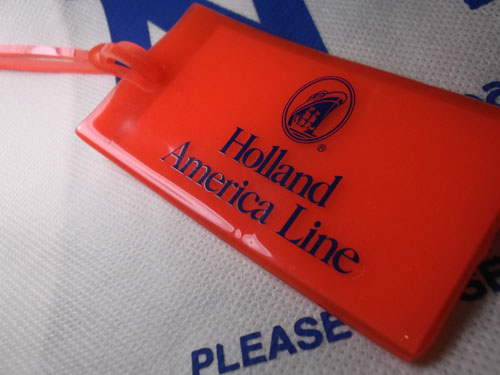 ®
Holland
America Line
PLEASE